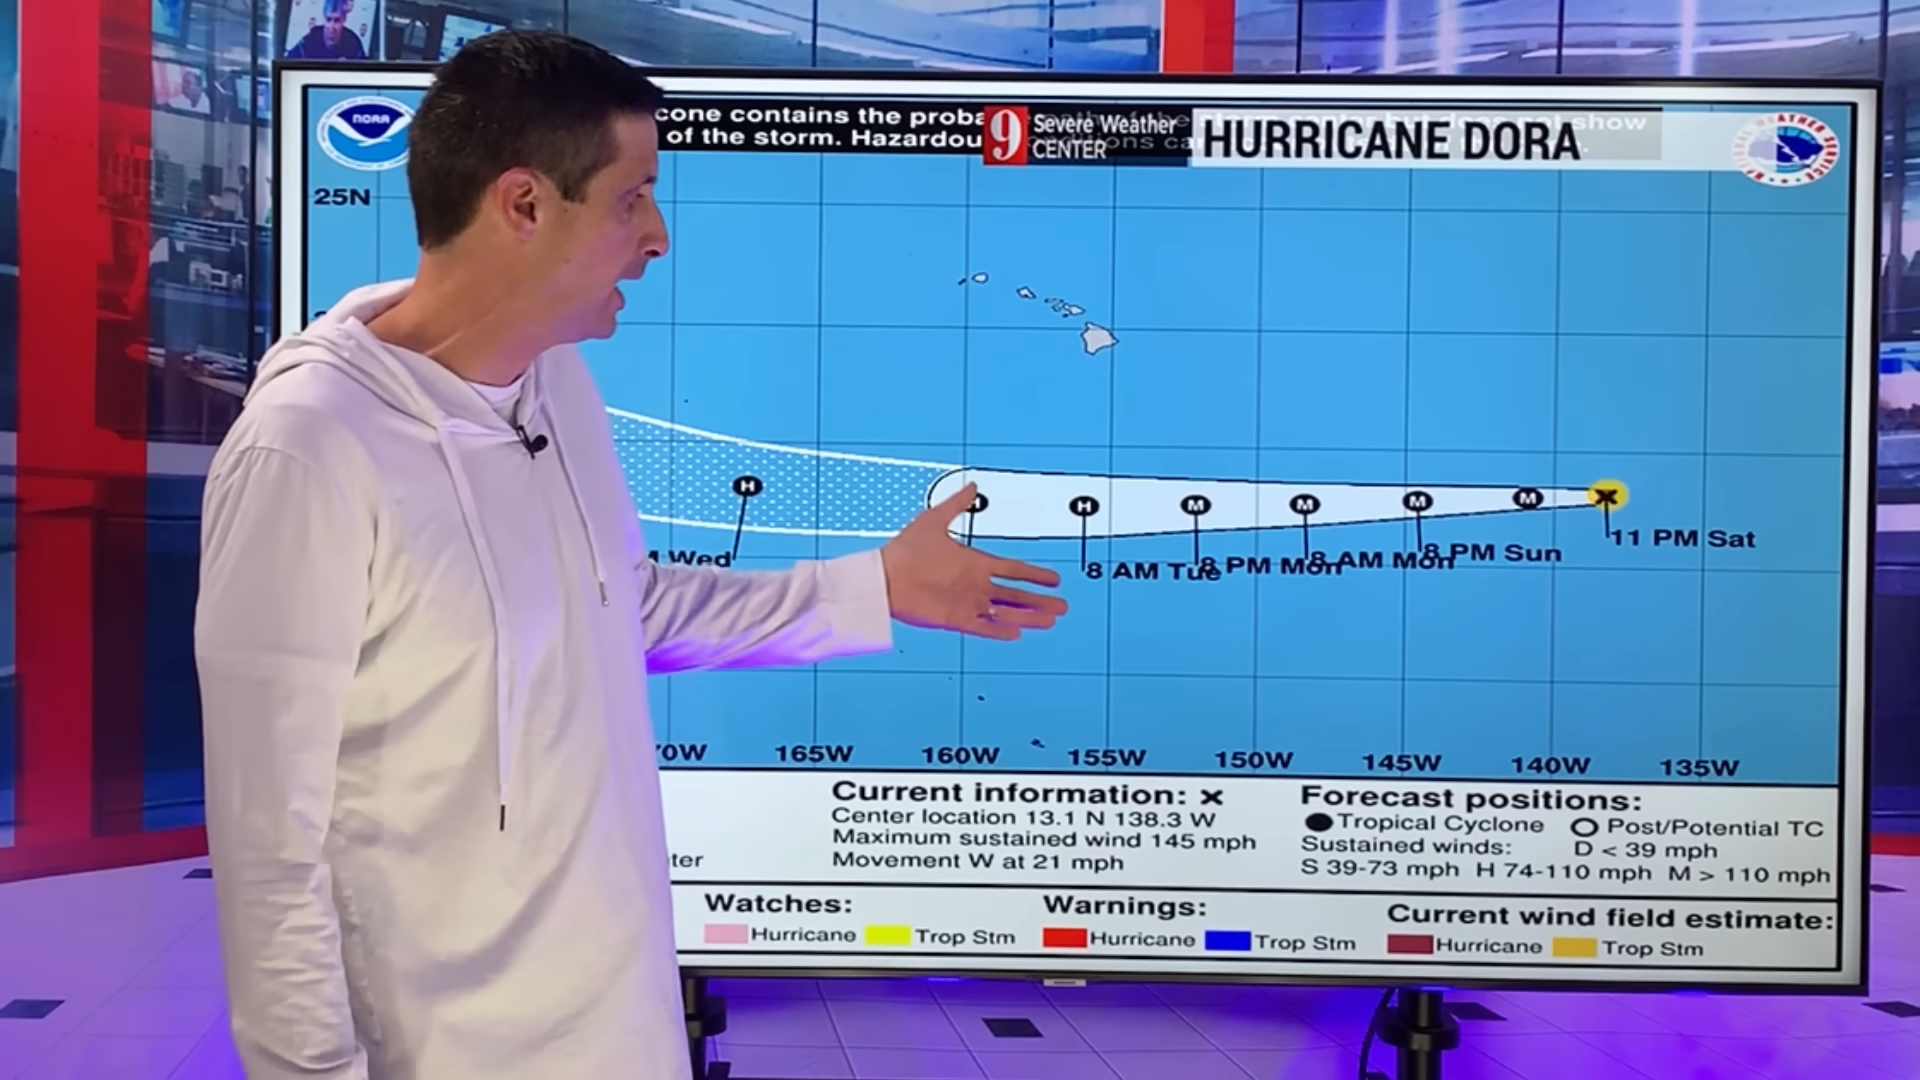 NOAA
cone contains the proba
of the storm. Hazardou
9
Severe Weather
CENTER
HURRICANE DORA
show
25N
H
H
H
M
M
M
M
Wed
8 AM Tue
8 PM Mon
8 AM Mon
8 PM Sun
11 PM Sat
70W
165W
160W
155W
150W
145W
140W
135W
ter
Current information: x
Center location 13.1 N 138.3 W
Maximum sustained wind 145 mph
Movement W at 21 mph
Forecast positions:
Tropical Cyclone
Post/Potential TC
Sustained winds:
D < 39 mph
S 39-73 mph H 74-110 mph M > 110 mph
Watches:
Hurricane
Trop Stm
Warnings:
Hurricane
Trop Stm
Current wind field estimate:
Hurricane
Trop Stm